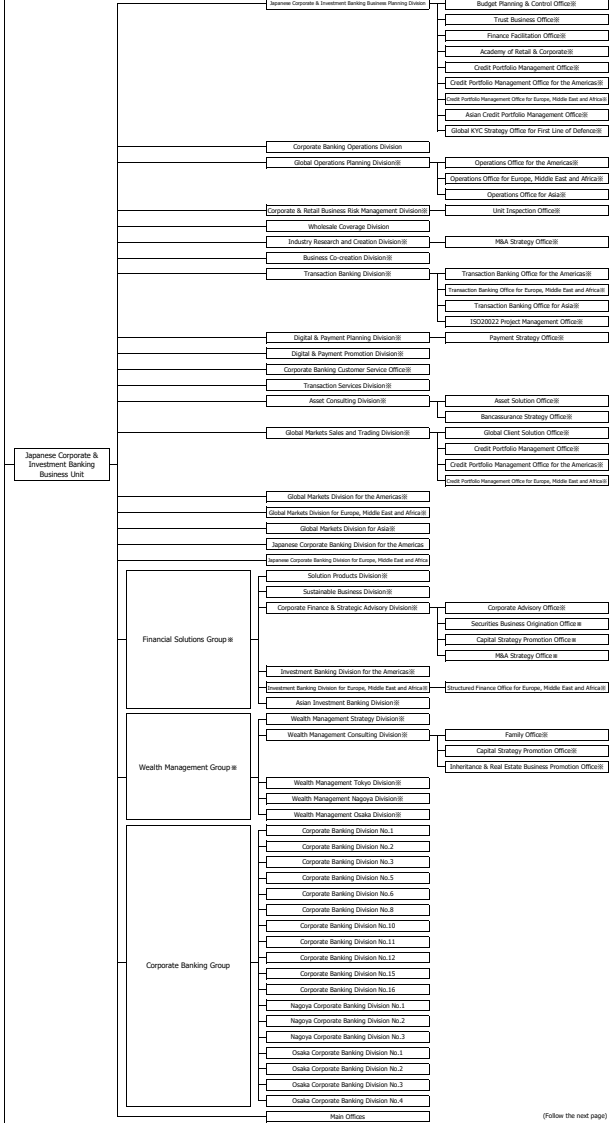 Japanese Corporate & Investment Banking Business Planning Division
Budget Planning & Control Office※
Trust Business Office※
Finance Facilitation Office※
Academy of Retail & Corporate※
Credit Portfolio Management Office※
Credit Portfolio Management Office for the Americas※
Credit Portfolio Management Office for Europe, Middle East and Africa※
Asian Credit Portfolio Management Office※
Global KYC Strategy Office for First Line of Defence※
Corporate Banking Operations Division
Global Operations Planning Division※
Operations Office for the Americas※
Operations Office for Europe, Middle East and Africa※
Operations Office for Asia※
Corporate & Retail Business Risk Management Division※
Unit Inspection Office※
Wholesale Coverage Division
Industry Research and Creation Division※
M&A Strategy Office※
Business Co-creation Division※
Transaction Banking Division※
Transaction Banking Office for the Americas※
Transaction Banking Office for Europe, Middle East and Africa※
Transaction Banking Office for Asia※
ISO20022 Project Management Office※
Digital & Payment Planning Division※
Payment Strategy Office※
Digital & Payment Promotion Division※
Corporate Banking Customer Service Office※
Transaction Services Division※
Asset Consulting Division※
Asset Solution Office※
Bancassurance Strategy Office※
Global Markets Sales and Trading Division※
Global Client Solution Office※
Credit Portfolio Management Office※
Credit Portfolio Management Office for the Americas※
Credit Portfolio Management Office for Europe, Middle East and Africa※
Japanese Corporate &
Investment Banking
Business Unit
Global Markets Division for the Americas※
Global Markets Division for Europe, Middle East and Africa※
Global Markets Division for Asia※
Japanese Corporate Banking Division for the Americas
Japanese Corporate Banking Division for Europe, Middle East and Africa
Financial Solutions Group※
Solution Products Division※
Sustainable Business Division※
Corporate Finance & Strategic Advisory Division※
Corporate Advisory Office※
Securities Business Origination Office※
Capital Strategy Promotion Office※
M&A Strategy Office※
Investment Banking Division for the Americas※
Investment Banking Division for Europe, Middle East and Africa※
Structured Finance Office for Europe, Middle East and Africa※
Asian Investment Banking Division※
Wealth Management Group※
Wealth Management Strategy Division※
Wealth Management Consulting Division※
Family Office※
Capital Strategy Promotion Office※
Inheritance & Real Estate Business Promotion Office※
Wealth Management Tokyo Division※
Wealth Management Nagoya Division※
Wealth Management Osaka Division※
Corporate Banking Group
Corporate Banking Division No.1
Corporate Banking Division No.2
Corporate Banking Division No.3
Corporate Banking Division No.5
Corporate Banking Division No.6
Corporate Banking Division No.8
Corporate Banking Division No.10
Corporate Banking Division No.11
Corporate Banking Division No.12
Corporate Banking Division No.15
Corporate Banking Division No.16
Nagoya Corporate Banking Division No.1
Nagoya Corporate Banking Division No.2
Nagoya Corporate Banking Division No.3
Osaka Corporate Banking Division No.1
Osaka Corporate Banking Division No.2
Osaka Corporate Banking Division No.3
Osaka Corporate Banking Division No.4
Main Offices
(Follow the next page)